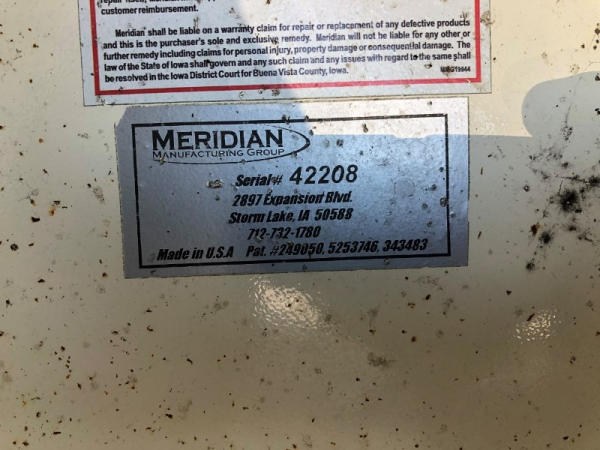 customer reimbursement.
Meridian shall be liable on a warranty claim for repair or replacement of any defective products
and this is the purchaser's sole and exclusive remedy. Meridian will not be liable for any other or
further remedy including claims for personal injury, property damage or consequential damage. The
law of the State of Iowa shall govern and any such claim and any issues with regard to the same shall
be resolved in the Iowa District Court for Buena Vista County, Iowa.
MERIDIAN
MANUFACTURING GROUP
Serial# 42208
2897 Expansion Blvd.
Storm Lake, IA 50588
712-732-1780
Made in U.S.A Pat. #249050, 5253746, 343483